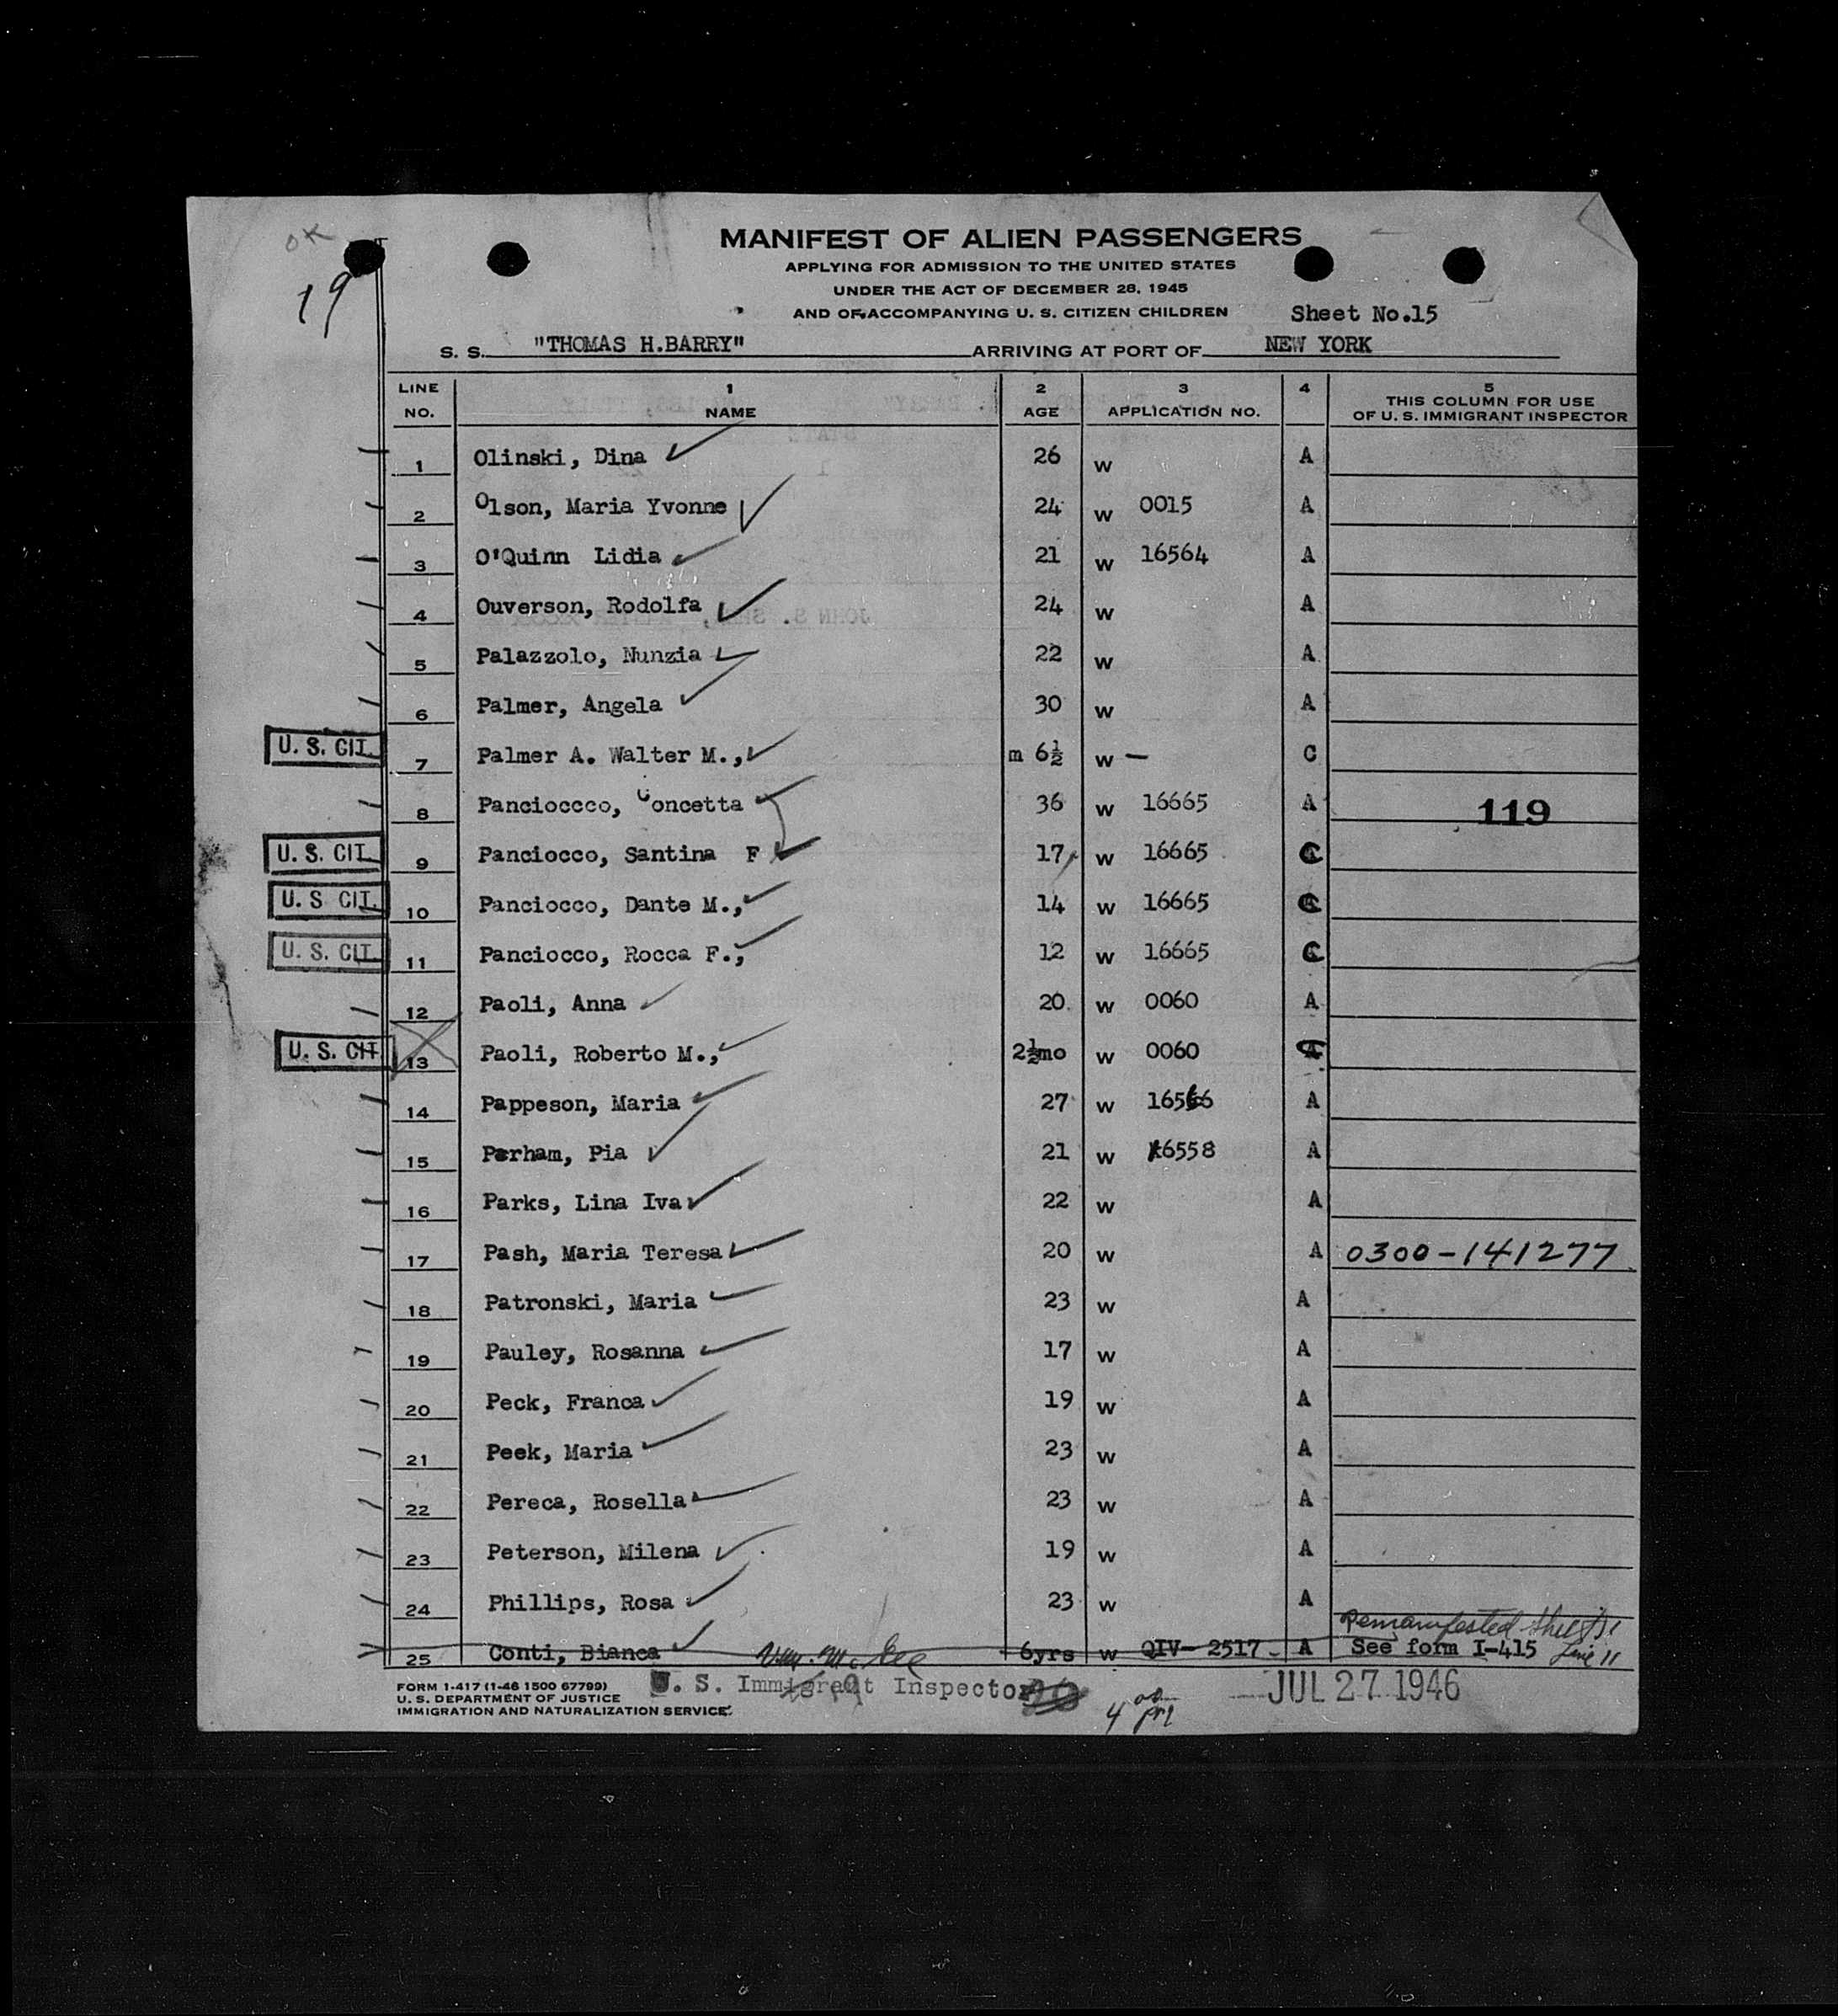 OK
19
MANIFEST OF ALIEN PASSENGERS
APPLYING FOR ADMISSION TO THE UNITED STATES
UNDER THE ACT OF DECEMBER 28, 1945
AND OF ACCOMPANYING U. S. CITIZEN CHILDREN Sheet No.15
S. S. "THOMAS H.BARRY" ARRIVING AT PORT OF NEW YORK
LINE NO. 1 NAME 2 AGE 3 APPLICATION NO. 4 5 THIS COLUMN FOR USE OF U. S. IMMIGRANT INSPECTOR
1 Olinski, Dina 26 w A
2 Olson, Maria Yvonne 24 w 0015 A
3 O'Quinn Lidia 21 w 16564 A
4 Ouverson, Rodolfa 24 w A
5 Palazzolo, Nunzia 22 w A
6 Palmer, Angela 30 w A
U. S. CIT. 7 Palmer A. Walter M., m 6½ w — C
8 Pancioccco, Concetta 36 w 16665 A 119
U. S. CIT. 9 Panciocco, Santina F 17 w 16665 C
U. S CIT. 10 Panciocco, Dante M., 14 w 16665 C
U. S. CIT. 11 Panciocco, Rocca F., 12 w 16665 C
12 Paoli, Anna 20 w 0060 A
U. S. CIT 13 Paoli, Roberto M., 2½mo w 0060
14 Pappeson, Maria 27 w 16566 A
15 Perham, Pia 21 w 16558 A
16 Parks, Lina Iva 22 w A
17 Pash, Maria Teresa 20 w A 0300-141277
18 Patronski, Maria 23 w A
19 Pauley, Rosanna 17 w A
20 Peck, Franca 19 w A
21 Peek, Maria 23 w A
22 Pereca, Rosella 23 w A
23 Peterson, Milena 19 w A
24 Phillips, Rosa 23 w A
Remanifested sheet
25 Conti, Bianca 6yrs w QIV- 2517 A See form I-415 Line 11
FORM I-417 (1-46 1500 67799)
U. S. DEPARTMENT OF JUSTICE
IMMIGRATION AND NATURALIZATION SERVICE
U. S. Immigrant Inspector
JUL 27 1946